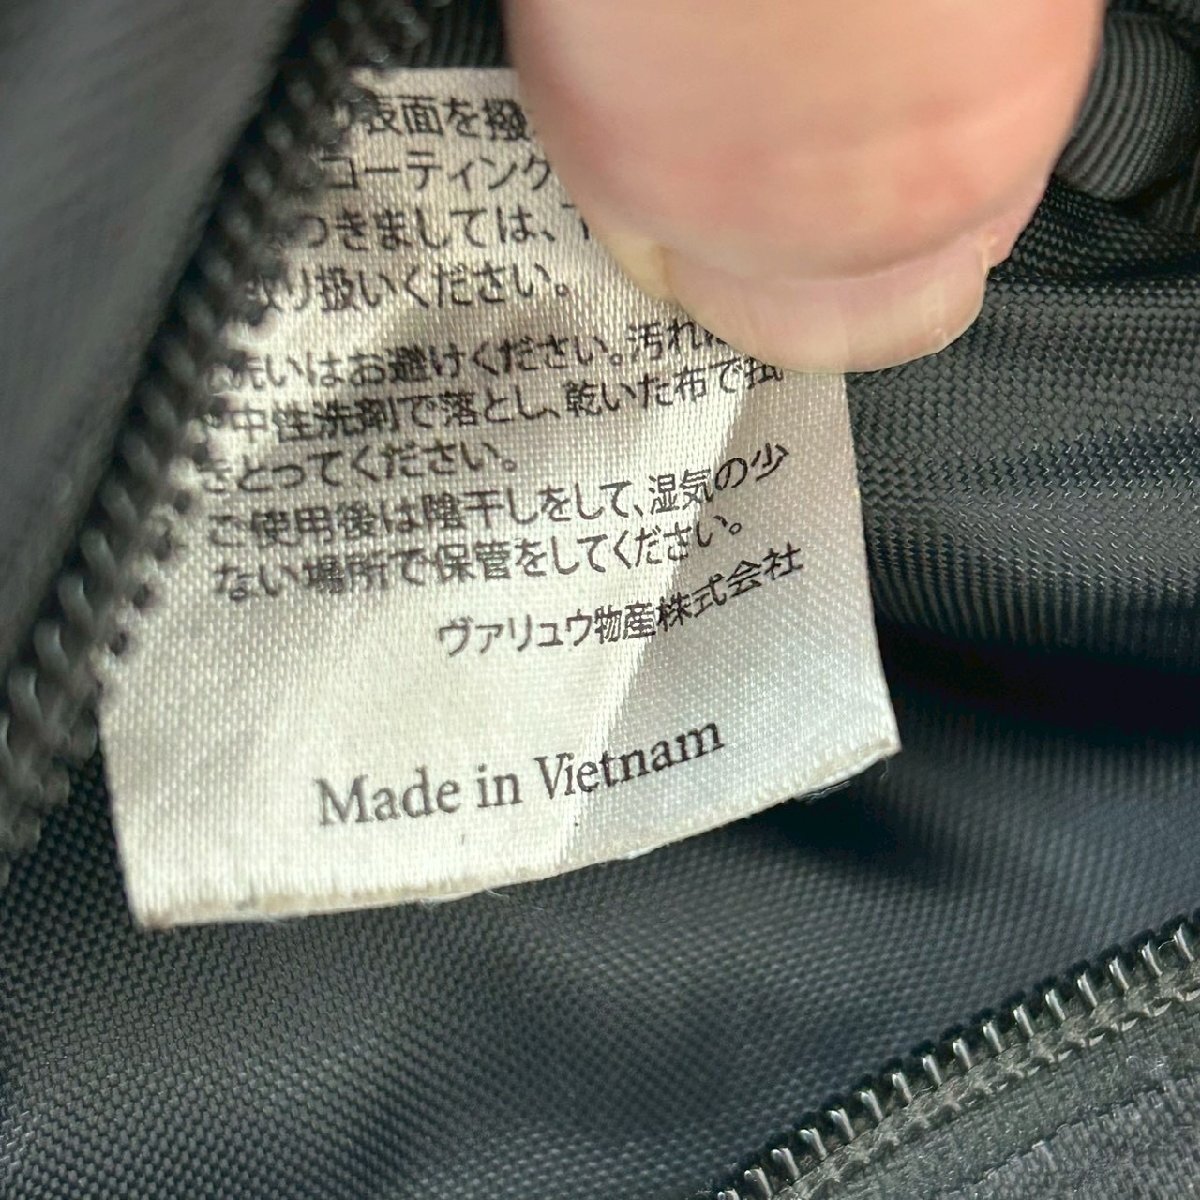 表面を撥
コーティング
つきましては、
取り扱いください。
洗いはお避けください。汚れ
中性洗剤で落とし、乾いた布で拭
きとってください。
ご使用後は陰干しをして、湿気の少
ない場所で保管をしてください。
ヴァリュウ物産株式会社
Made in Vietnam